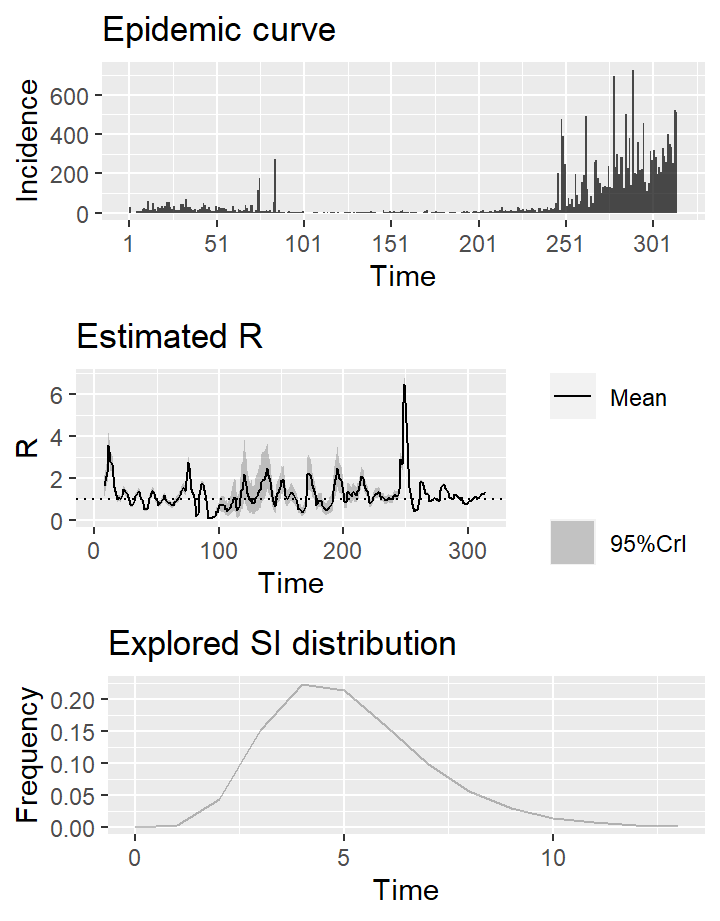 Epidemic curve
Incidence
600
400
200
0
1 51 101 151 201 251 301
Time
Estimated R
R
6
4
2
0
0 100 200 300
Time
Mean
95%CrI
Explored SI distribution
Frequency
0.20
0.15
0.10
0.05
0.00
0 5 10
Time